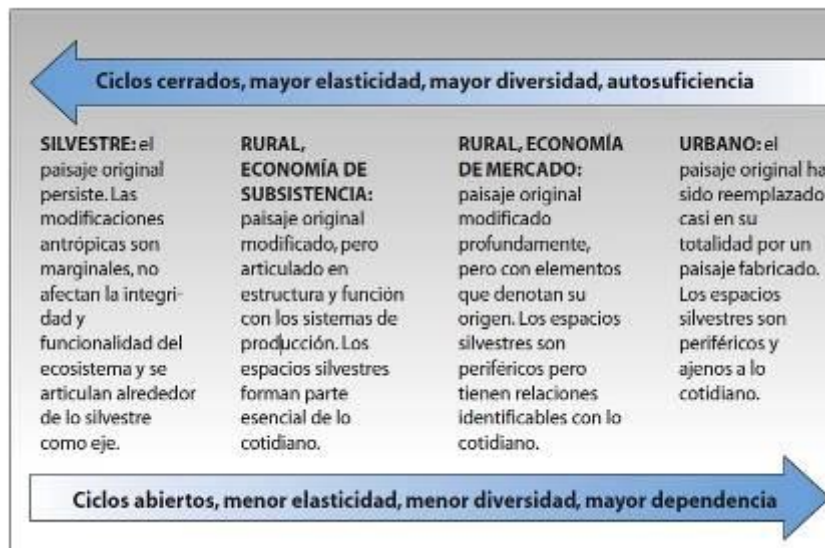 Ciclos cerrados, mayor elasticidad, mayor diversidad, autosuficiencia
SILVESTRE: el
paisaje original
persiste. Las
modificaciones
antrópicas son
marginales, no
afectan la integri-
dad y
funcionalidad del
ecosistema y se
articulan alrededor
de lo silvestre
como eje.
RURAL,
ECONOMÍA DE
SUBSISTENCIA:
paisaje original
modificado, pero
articulado en
estructura y función
con los sistemas de
producción. Los
espacios silvestres
forman parte
esencial de lo
cotidiano.
RURAL, ECONOMÍA
DE MERCADO:
paisaje original
modificado
profundamente,
pero con elementos
que denotan su
origen. Los espacios
silvestres son
periféricos pero
tienen relaciones
identificables con lo
cotidiano.
URBANO: el
paisaje original ha
sido reemplazado
casi en su
totalidad por un
paisaje fabricado.
Los espacios
silvestres son
periféricos y
ajenos a lo
cotidiano.
Ciclos abiertos, menor elasticidad, menor diversidad, mayor dependencia